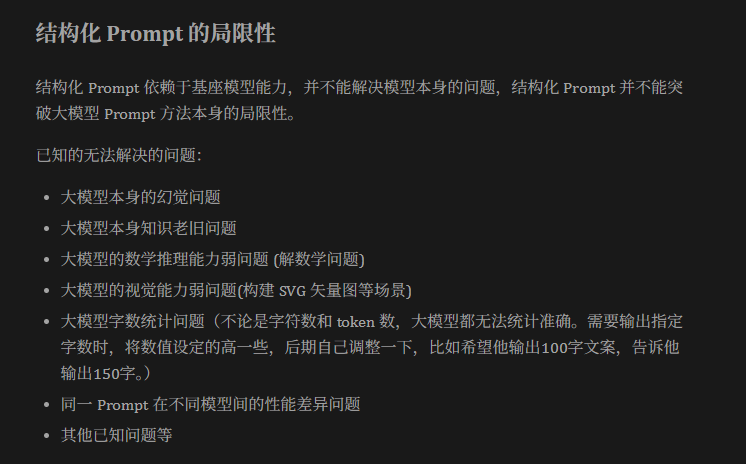 结构化 Prompt 的局限性
结构化 Prompt 依赖于基座模型能力，并不能解决模型本身的问题，结构化 Prompt 并不能突
破大模型 Prompt 方法本身的局限性。
已知的无法解决的问题：
• 大模型本身的幻觉问题
• 大模型本身知识老旧问题
• 大模型的数学推理能力弱问题 (解数学问题)
• 大模型的视觉能力弱问题(构建 SVG 矢量图等场景)
• 大模型字数统计问题（不论是字符数和 token 数，大模型都无法统计准确。需要输出指定
字数时，将数值设定的高一些，后期自己调整一下，比如希望他输出100字文案，告诉他
输出150字。）
• 同一 Prompt 在不同模型间的性能差异问题
• 其他已知问题等